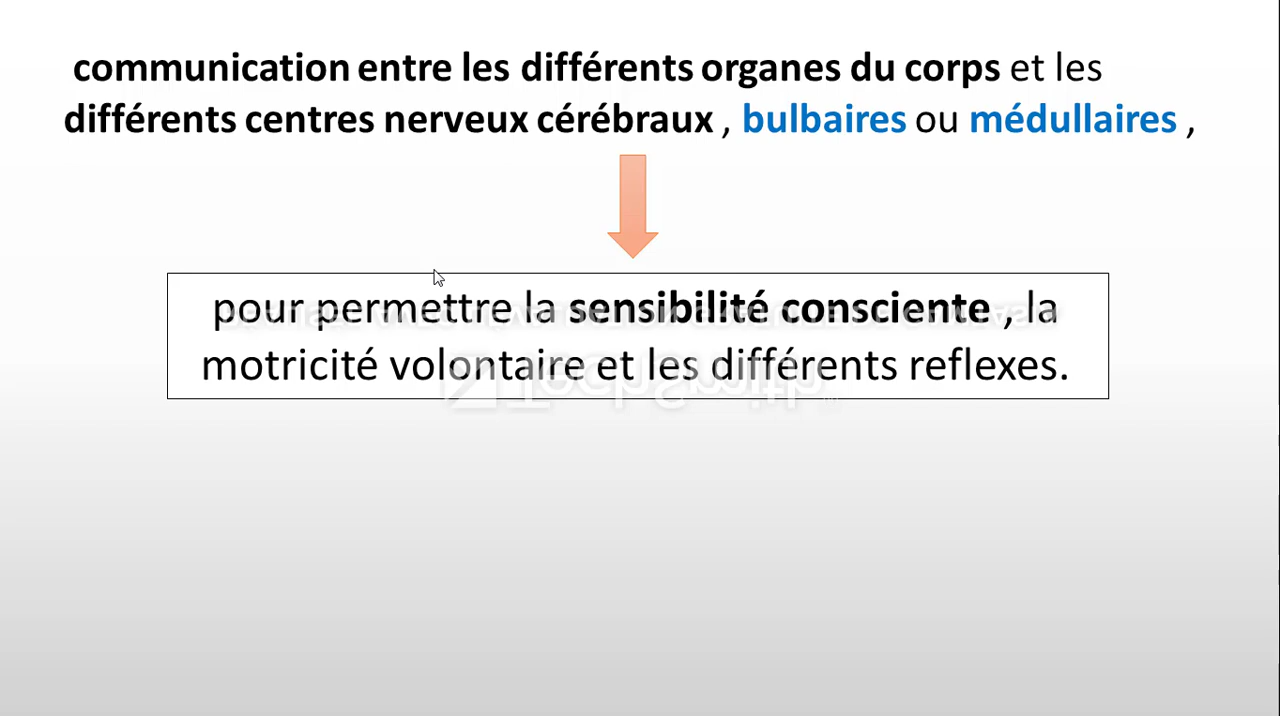 communication entre les différents organes du corps et les
différents centres nerveux cérébraux , bulbaires ou médullaires ,
pour permettre la sensibilité consciente , la
motricité volontaire et les différents reflexes.